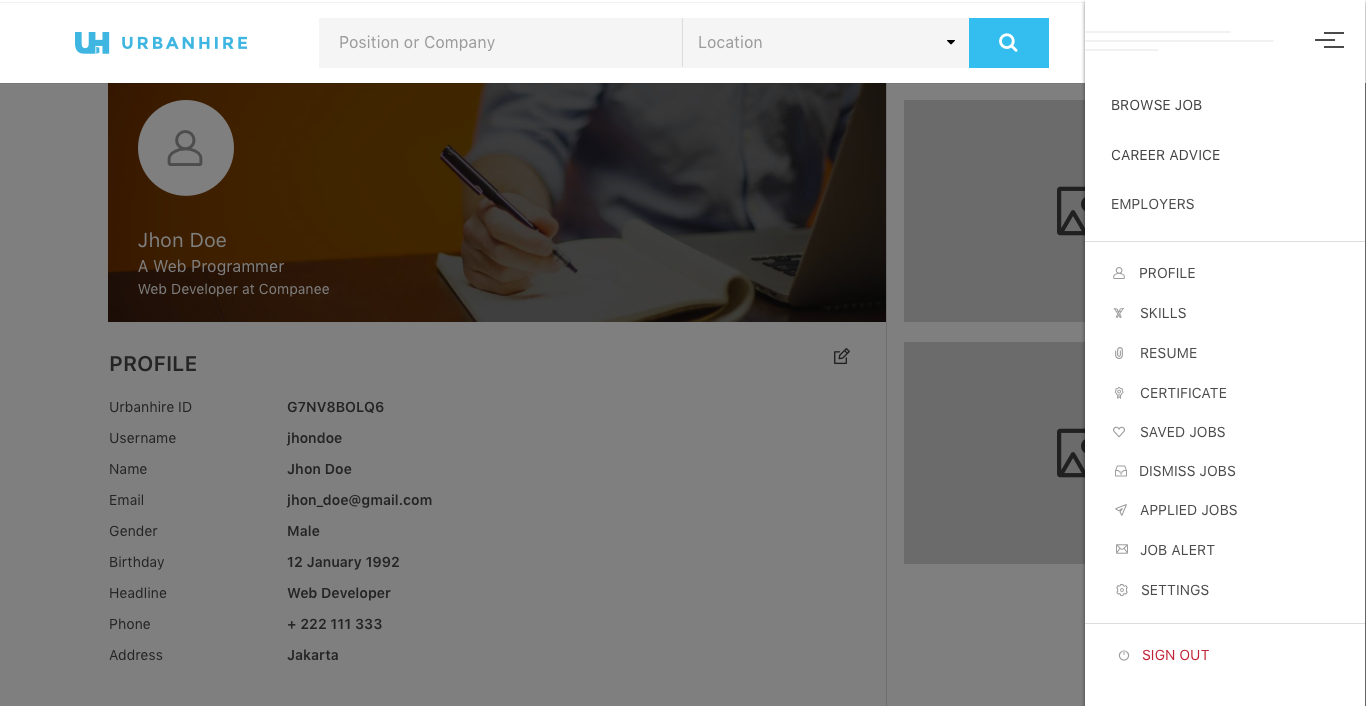 URBANHIRE
Position or Company
Location
Jhon Doe
A Web Programmer
Web Developer at Companee
PROFILE
Urbanhire ID G7NV8BOLQ6
Username jhondoe
Name Jhon Doe
Email jhon_doe@gmail.com
Gender Male
Birthday 12 January 1992
Headline Web Developer
Phone + 222 111 333
Address Jakarta
BROWSE JOB
CAREER ADVICE
EMPLOYERS
PROFILE
SKILLS
RESUME
CERTIFICATE
SAVED JOBS
DISMISS JOBS
APPLIED JOBS
JOB ALERT
SETTINGS
SIGN OUT